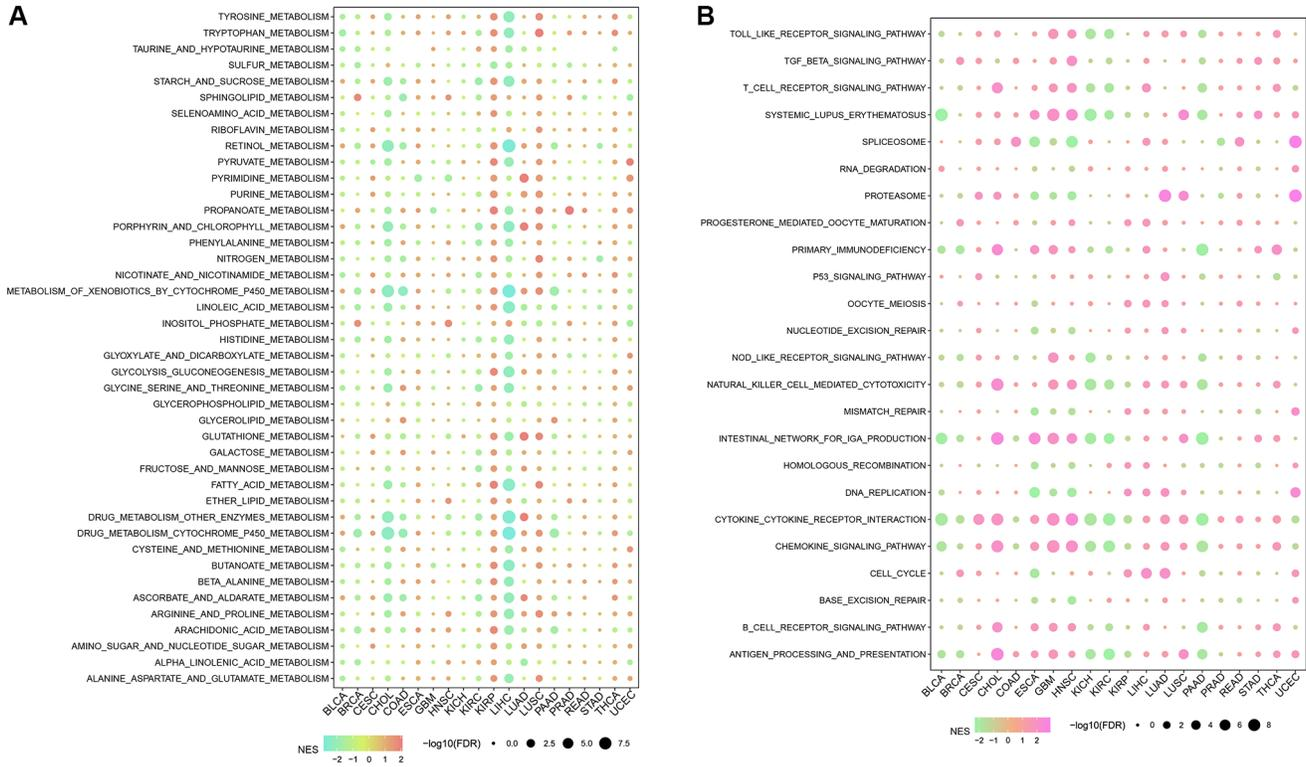 A
TYROSINE_METABOLISM
TRYPTOPHAN_METABOLISM
TAURINE_AND_HYPOTAURINE_METABOLISM
SULFUR_METABOLISM
STARCH_AND_SUCROSE_METABOLISM
SPHINGOLIPID_METABOLISM
SELENOAMINO_ACID_METABOLISM
RIBOFLAVIN_METABOLISM
RETINOL_METABOLISM
PYRUVATE_METABOLISM
PYRIMIDINE_METABOLISM
PURINE_METABOLISM
PROPANOATE_METABOLISM
PORPHYRIN_AND_CHLOROPHYLL_METABOLISM
PHENYLALANINE_METABOLISM
NITROGEN_METABOLISM
NICOTINATE_AND_NICOTINAMIDE_METABOLISM
METABOLISM_OF_XENOBIOTICS_BY_CYTOCHROME_P450_METABOLISM
LINOLEIC_ACID_METABOLISM
INOSITOL_PHOSPHATE_METABOLISM
HISTIDINE_METABOLISM
GLYOXYLATE_AND_DICARBOXYLATE_METABOLISM
GLYCOLYSIS_GLUCONEOGENESIS_METABOLISM
GLYCINE_SERINE_AND_THREONINE_METABOLISM
GLYCEROPHOSPHOLIPID_METABOLISM
GLYCEROLIPID_METABOLISM
GLUTATHIONE_METABOLISM
GALACTOSE_METABOLISM
FRUCTOSE_AND_MANNOSE_METABOLISM
FATTY_ACID_METABOLISM
ETHER_LIPID_METABOLISM
DRUG_METABOLISM_OTHER_ENZYMES_METABOLISM
DRUG_METABOLISM_CYTOCHROME_P450_METABOLISM
CYSTEINE_AND_METHIONINE_METABOLISM
BUTANOATE_METABOLISM
BETA_ALANINE_METABOLISM
ASCORBATE_AND_ALDARATE_METABOLISM
ARGININE_AND_PROLINE_METABOLISM
ARACHIDONIC_ACID_METABOLISM
AMINO_SUGAR_AND_NUCLEOTIDE_SUGAR_METABOLISM
ALPHA_LINOLENIC_ACID_METABOLISM
ALANINE_ASPARTATE_AND_GLUTAMATE_METABOLISM
BLCA BRCA CESC CHOL COAD ESCA GBM HNSC KICH KIRC KIRP LIHC LUAD LUSC PAAD PRAD READ STAD THCA UCEC
NES -2 -1 0 1 2 -log10(FDR) 0.0 2.5 5.0 7.5
B
TOLL_LIKE_RECEPTOR_SIGNALING_PATHWAY
TGF_BETA_SIGNALING_PATHWAY
T_CELL_RECEPTOR_SIGNALING_PATHWAY
SYSTEMIC_LUPUS_ERYTHEMATOSUS
SPLICEOSOME
RNA_DEGRADATION
PROTEASOME
PROGESTERONE_MEDIATED_OOCYTE_MATURATION
PRIMARY_IMMUNODEFICIENCY
P53_SIGNALING_PATHWAY
OOCYTE_MEIOSIS
NUCLEOTIDE_EXCISION_REPAIR
NOD_LIKE_RECEPTOR_SIGNALING_PATHWAY
NATURAL_KILLER_CELL_MEDIATED_CYTOTOXICITY
MISMATCH_REPAIR
INTESTINAL_NETWORK_FOR_IGA_PRODUCTION
HOMOLOGOUS_RECOMBINATION
DNA_REPLICATION
CYTOKINE_CYTOKINE_RECEPTOR_INTERACTION
CHEMOKINE_SIGNALING_PATHWAY
CELL_CYCLE
BASE_EXCISION_REPAIR
B_CELL_RECEPTOR_SIGNALING_PATHWAY
ANTIGEN_PROCESSING_AND_PRESENTATION
BLCA BRCA CESC CHOL COAD ESCA GBM HNSC KICH KIRC KIRP LIHC LUAD LUSC PAAD PRAD READ STAD THCA UCEC
NES -2 -1 0 1 2 -log10(FDR) 0 2 4 6 8